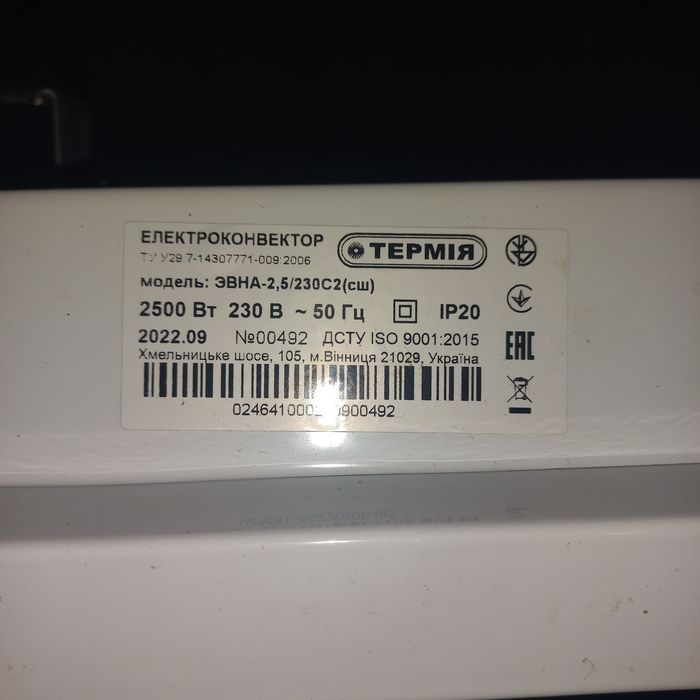 ЕЛЕКТРОКОНВЕКТОР
ТЕРМІЯ
ТУ У29.7-14307771-009:2006
модель: ЭВНА-2,5/230С2(сш)
2500 Вт 230 В ~ 50 Гц IP20
2022.09 №00492 ДСТУ ISO 9001:2015
Хмельницьке шосе, 105, м.Вінниця 21029, Україна
EAC